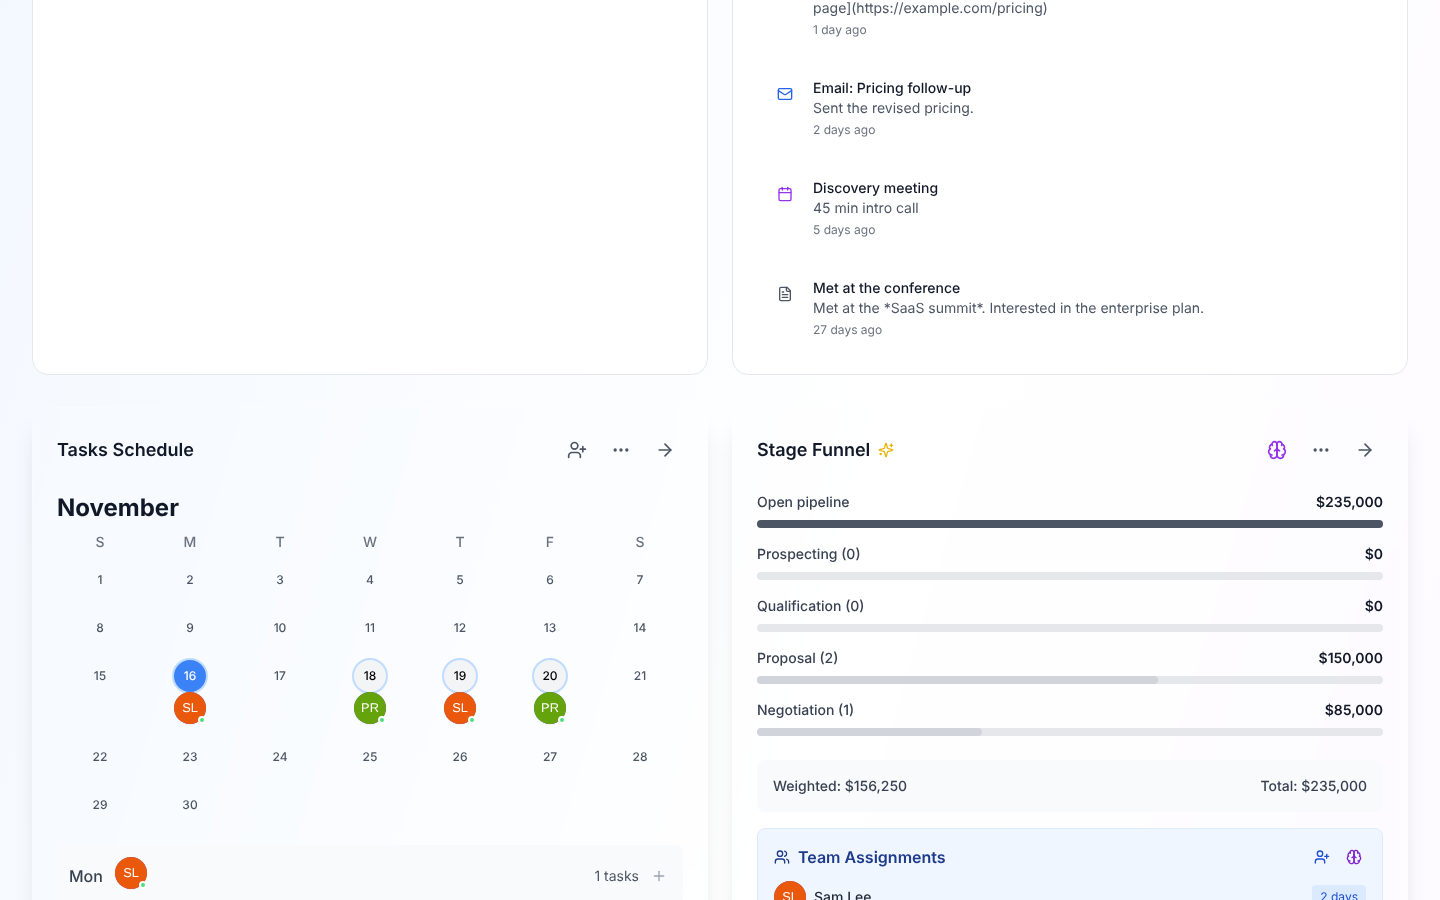 page](https://example.com/pricing)
1 day ago
Email: Pricing follow-up
Sent the revised pricing.
2 days ago
Discovery meeting
45 min intro call
5 days ago
Met at the conference
Met at the *SaaS summit*. Interested in the enterprise plan.
27 days ago
Tasks Schedule
November
S M T W T F S
1 2 3 4 5 6 7
8 9 10 11 12 13 14
15 16 17 18 19 20 21
SL PR SL PR
22 23 24 25 26 27 28
29 30
Mon SL 1 tasks
Stage Funnel
Open pipeline $235,000
Prospecting (0) $0
Qualification (0) $0
Proposal (2) $150,000
Negotiation (1) $85,000
Weighted: $156,250 Total: $235,000
Team Assignments
SL Sam Lee 2 days